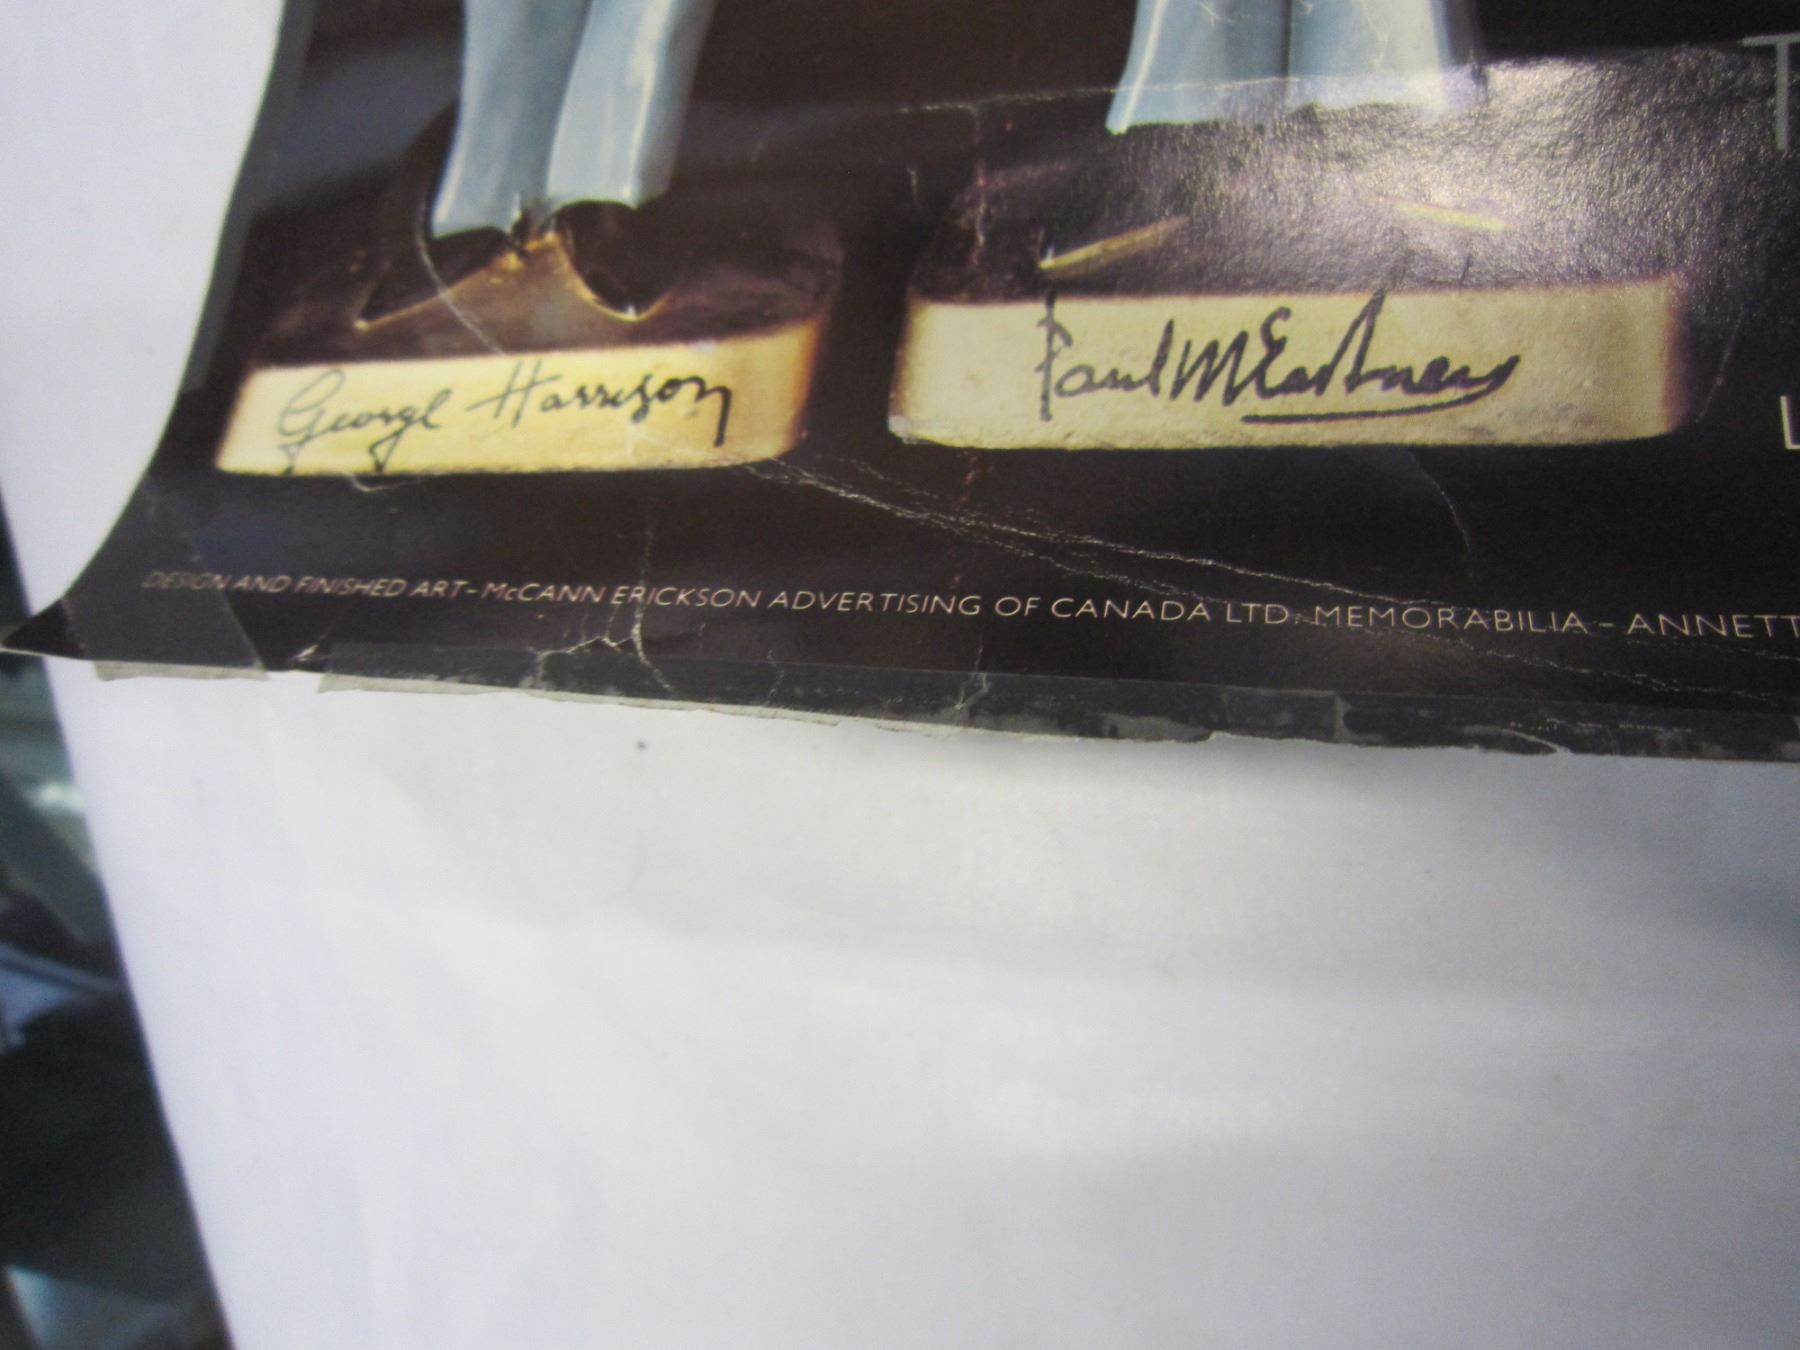 T
L
George Harrison
Paul McCartney
DESIGN AND FINISHED ART - McCANN ERICKSON ADVERTISING OF CANADA LTD. MEMORABILIA - ANNETT